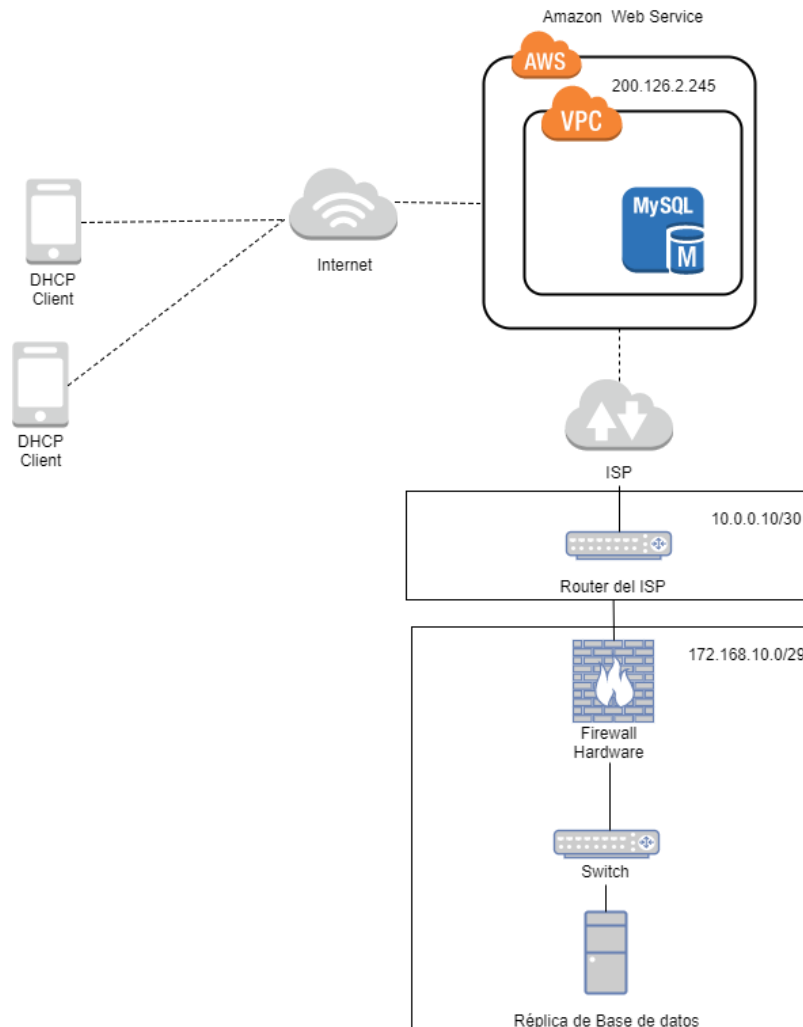 Amazon Web Service
AWS
200.126.2.245
VPC
MySQL
M
Internet
DHCP
Client
DHCP
Client
ISP
10.0.0.10/30
Router del ISP
172.168.10.0/29
Firewall
Hardware
Switch
Réplica de Base de datos